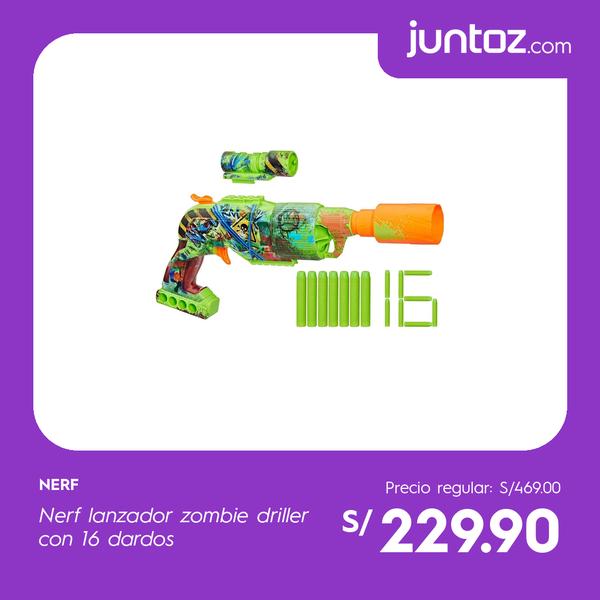 juntoz.com
16
NERF
Nerf lanzador zombie driller
con 16 dardos
Precio regular: S/469.00
S/229.90